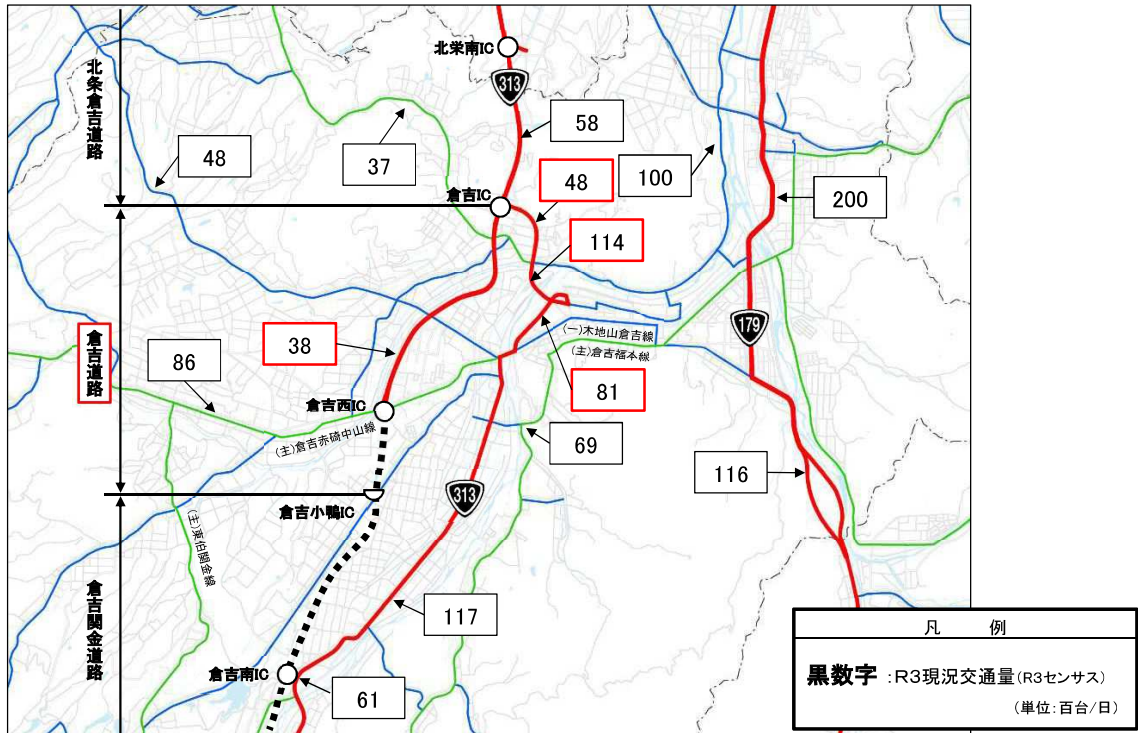 北栄南IC
313
58
北条倉吉道路
48
37
100
倉吉IC
48
200
114
倉吉道路
38
86
179
(一)木地山倉吉線
(主)倉吉福本線
81
倉吉西IC
(主)倉吉赤碕中山線
69
116
313
倉吉小鴨IC
(主)東伯関金線
倉吉関金道路
117
倉吉南IC
61
凡 例
黒数字:R3現況交通量(R3センサス)
(単位:百台/日)